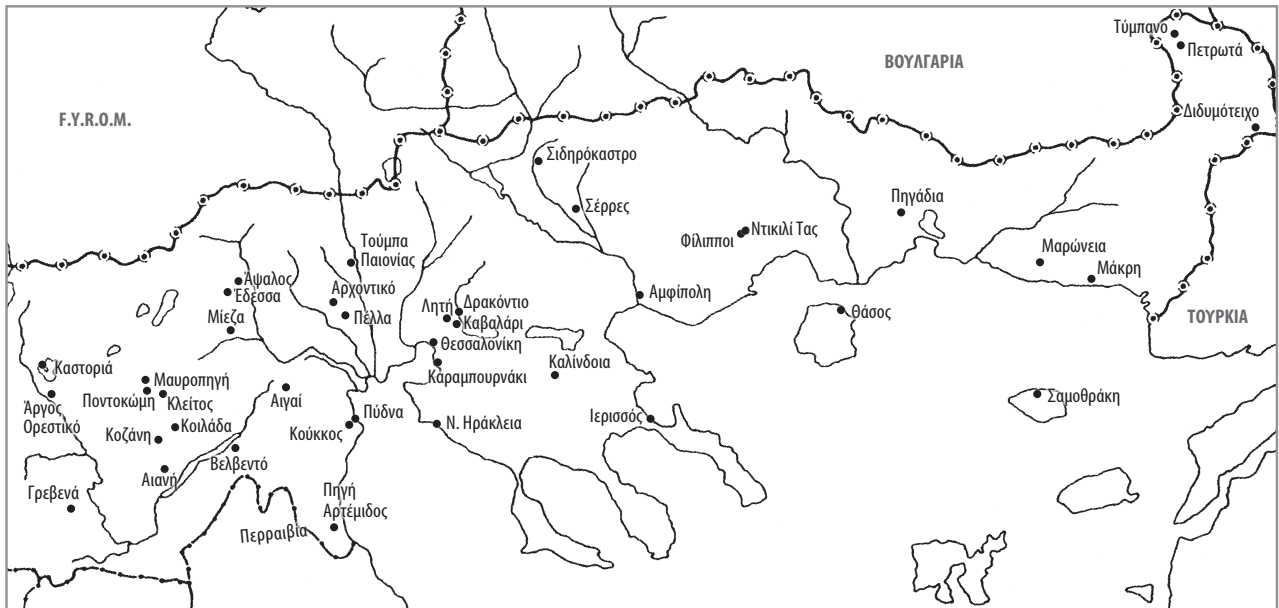 Τύμπανο
Πετρωτά
ΒΟΥΛΓΑΡΙΑ
F.Y.R.O.M.
Διδυμότειχο
Σιδηρόκαστρο
Σέρρες
Πηγάδια
Φίλιπποι
Ντικιλί Τας
Μαρώνεια
Μάκρη
Τούμπα
Παιονίας
Άψαλος
Έδεσσα
Μίεζα
Αρχοντικό
Πέλλα
Λητή
Δρακόντιο
Καβαλάρι
Θεσσαλονίκη
Καραμπουρνάκι
Αμφίπολη
Θάσος
ΤΟΥΡΚΙΑ
Καλίνδοια
Καστοριά
Μαυροπηγή
Ποντοκώμη
Κλείτος
Αιγαί
Άργος
Ορεστικό
Κοιλάδα
Κοζάνη
Πύδνα
Κούκκος
Ν. Ηράκλεια
Ιερισσός
Σαμοθράκη
Βελβεντό
Αιανή
Γρεβενά
Πηγή
Αρτέμιδος
Περραιβία